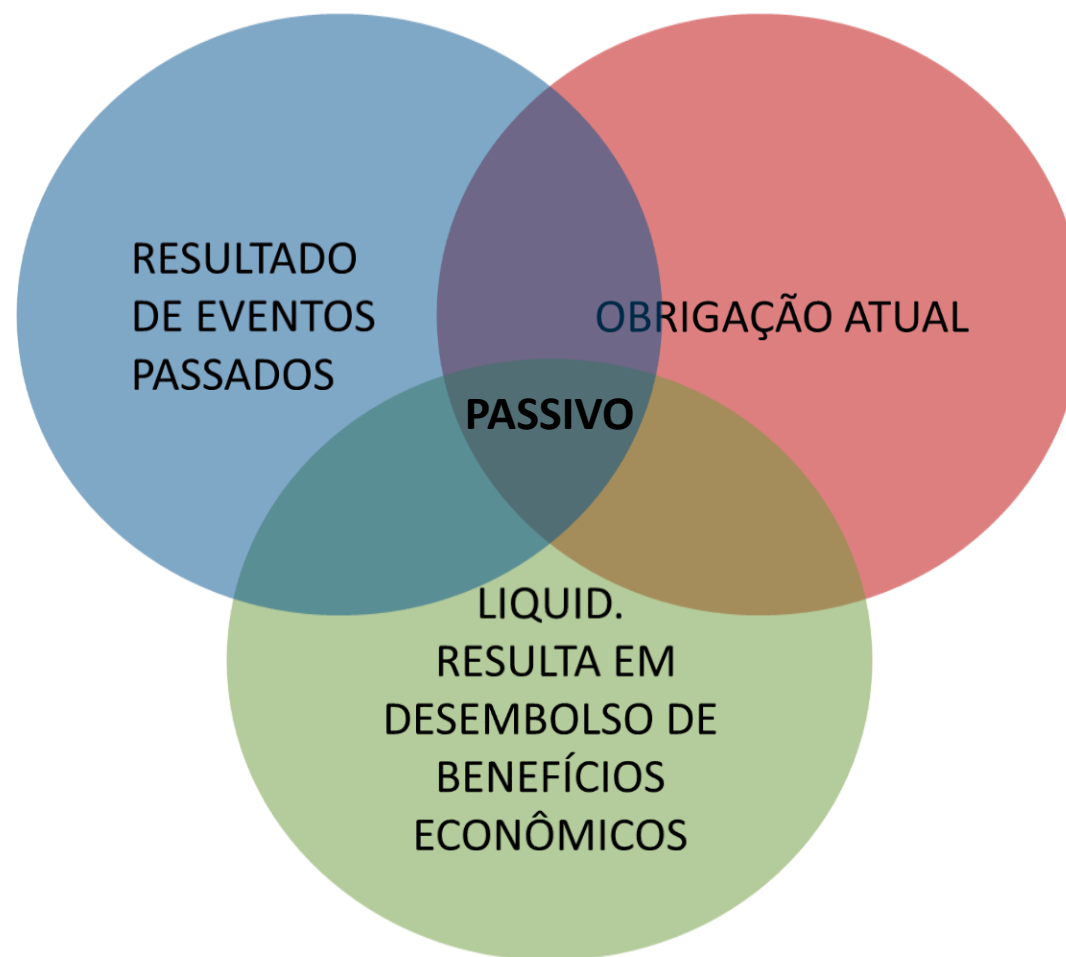 RESULTADO
DE EVENTOS
PASSADOS
OBRIGAÇÃO ATUAL
PASSIVO
LIQUID.
RESULTA EM
DESEMBOLSO DE
BENEFÍCIOS
ECONÔMICOS